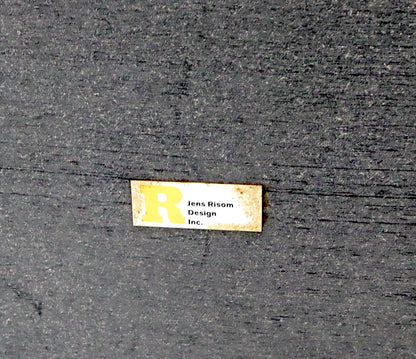 R
Jens Risom
Design
Inc.